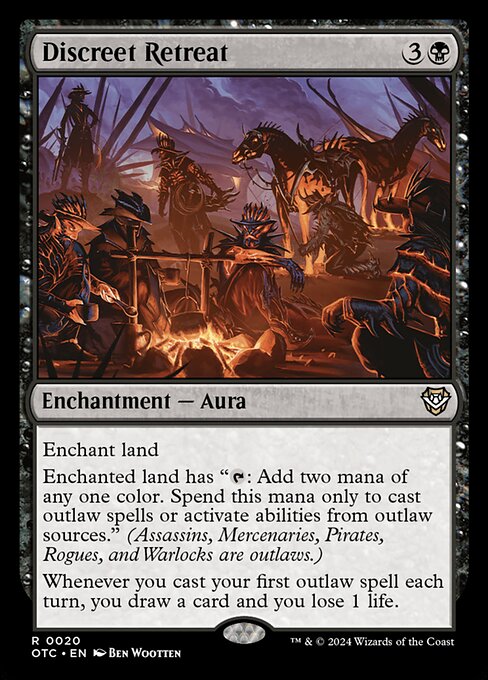 Discreet Retreat 3
Enchantment — Aura
Enchant land
Enchanted land has “: Add two mana of
any one color. Spend this mana only to cast
outlaw spells or activate abilities from outlaw
sources.” (Assassins, Mercenaries, Pirates,
Rogues, and Warlocks are outlaws.)
Whenever you cast your first outlaw spell each
turn, you draw a card and you lose 1 life.
R 0020
OTC • EN Ben Wootten
™ & © 2024 Wizards of the Coast